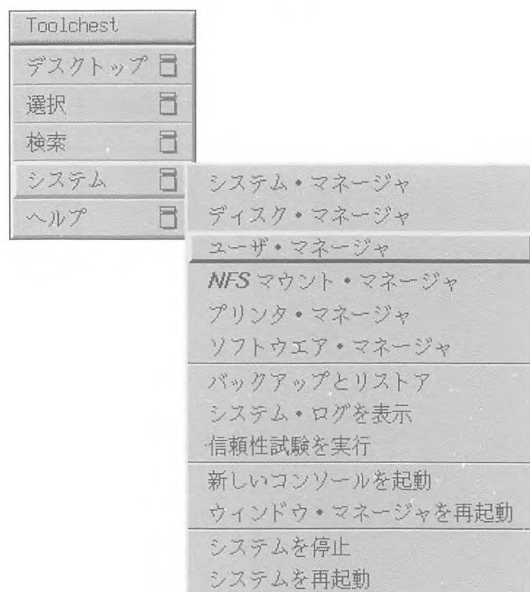 Toolchest
デスクトップ
選択
検索
システム
ヘルプ
システム・マネージャ
ディスク・マネージャ
ユーザ・マネージャ
NFS マウント・マネージャ
プリンタ・マネージャ
ソフトウエア・マネージャ
バックアップとリストア
システム・ログを表示
信頼性試験を実行
新しいコンソールを起動
ウィンドウ・マネージャを再起動
システムを停止
システムを再起動